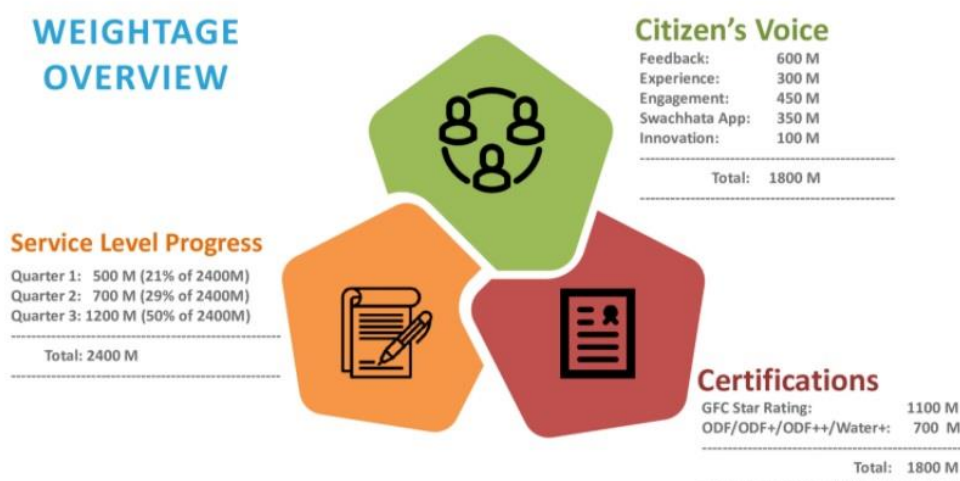 WEIGHTAGE
OVERVIEW
Citizen's Voice
Feedback: 600 M
Experience: 300 M
Engagement: 450 M
Swachhata App: 350 M
Innovation: 100 M
Total: 1800 M
Service Level Progress
Quarter 1: 500 M (21% of 2400M)
Quarter 2: 700 M (29% of 2400M)
Quarter 3: 1200 M (50% of 2400M)
Total: 2400 M
Certifications
GFC Star Rating: 1100 M
ODF/ODF+/ODF++/Water+: 700 M
Total: 1800 M